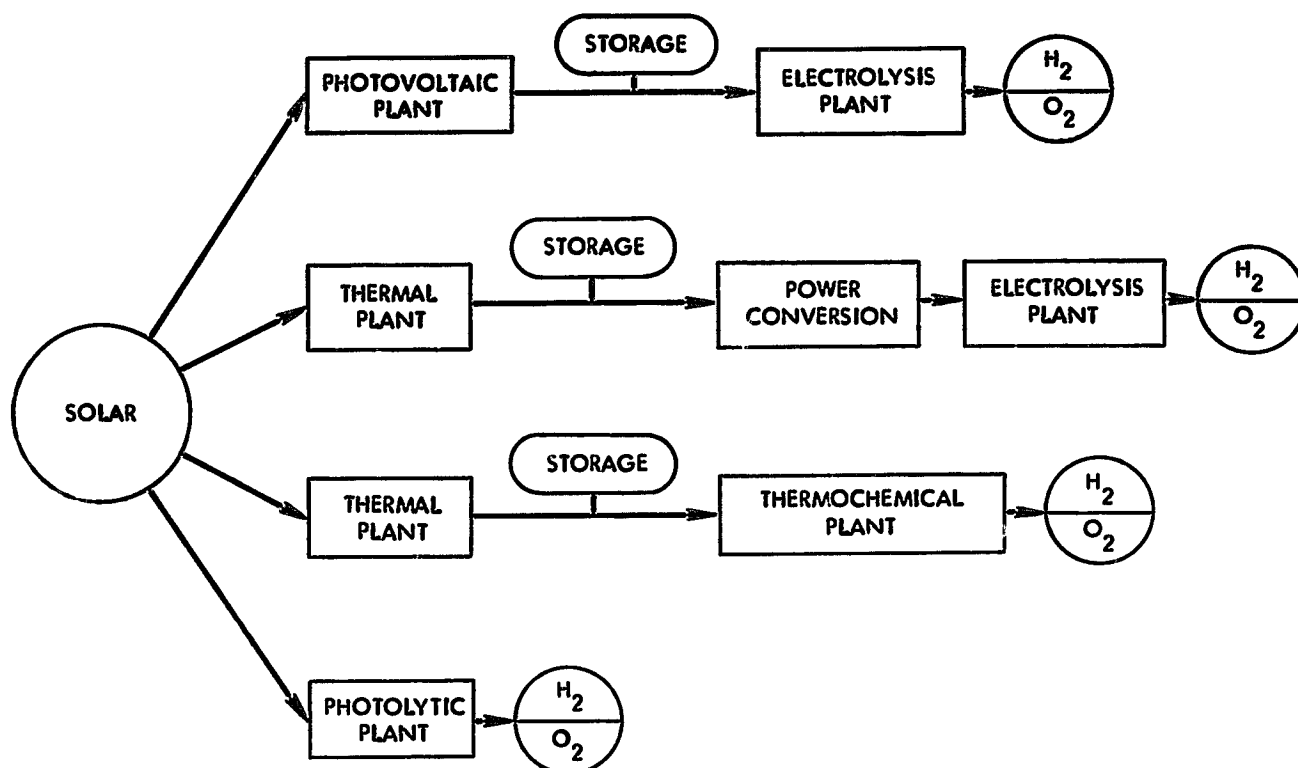 STORAGE
PHOTOVOLTAIC
PLANT
ELECTROLYSIS
PLANT
H2
O2
STORAGE
THERMAL
PLANT
POWER
CONVERSION
ELECTROLYSIS
PLANT
H2
O2
SOLAR
STORAGE
THERMAL
PLANT
THERMOCHEMICAL
PLANT
H2
O2
PHOTOLYTIC
PLANT
H2
O2